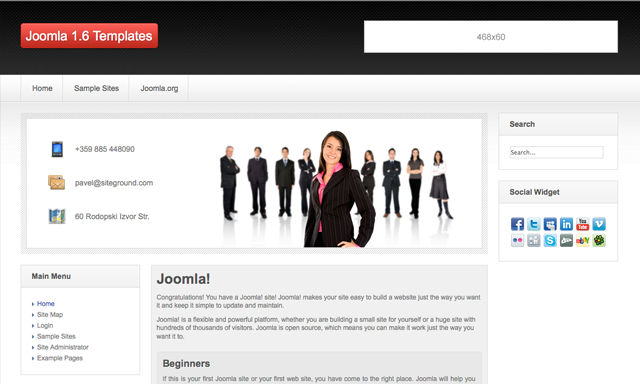 Joomla 1.6 Templates
468x60
Home
Sample Sites
Joomla.org
+359 885 448090
pavel@siteground.com
60 Rodopski Izvor Str.
Search
Search...
Social Widget
Main Menu
Home
Site Map
Login
Sample Sites
Site Administrator
Example Pages
Joomla!
Congratulations! You have a Joomla! site! Joomla! makes your site easy to build a website just the way you want
it and keep it simple to update and maintain.
Joomla! is a flexible and powerful platform, whether you are building a small site for yourself or a huge site with
hundreds of thousands of visitors. Joomla is open source, which means you can make it work just the way you
want it to.
Beginners
If this is your first Joomla site or your first web site, you have come to the right place. Joomla will help you